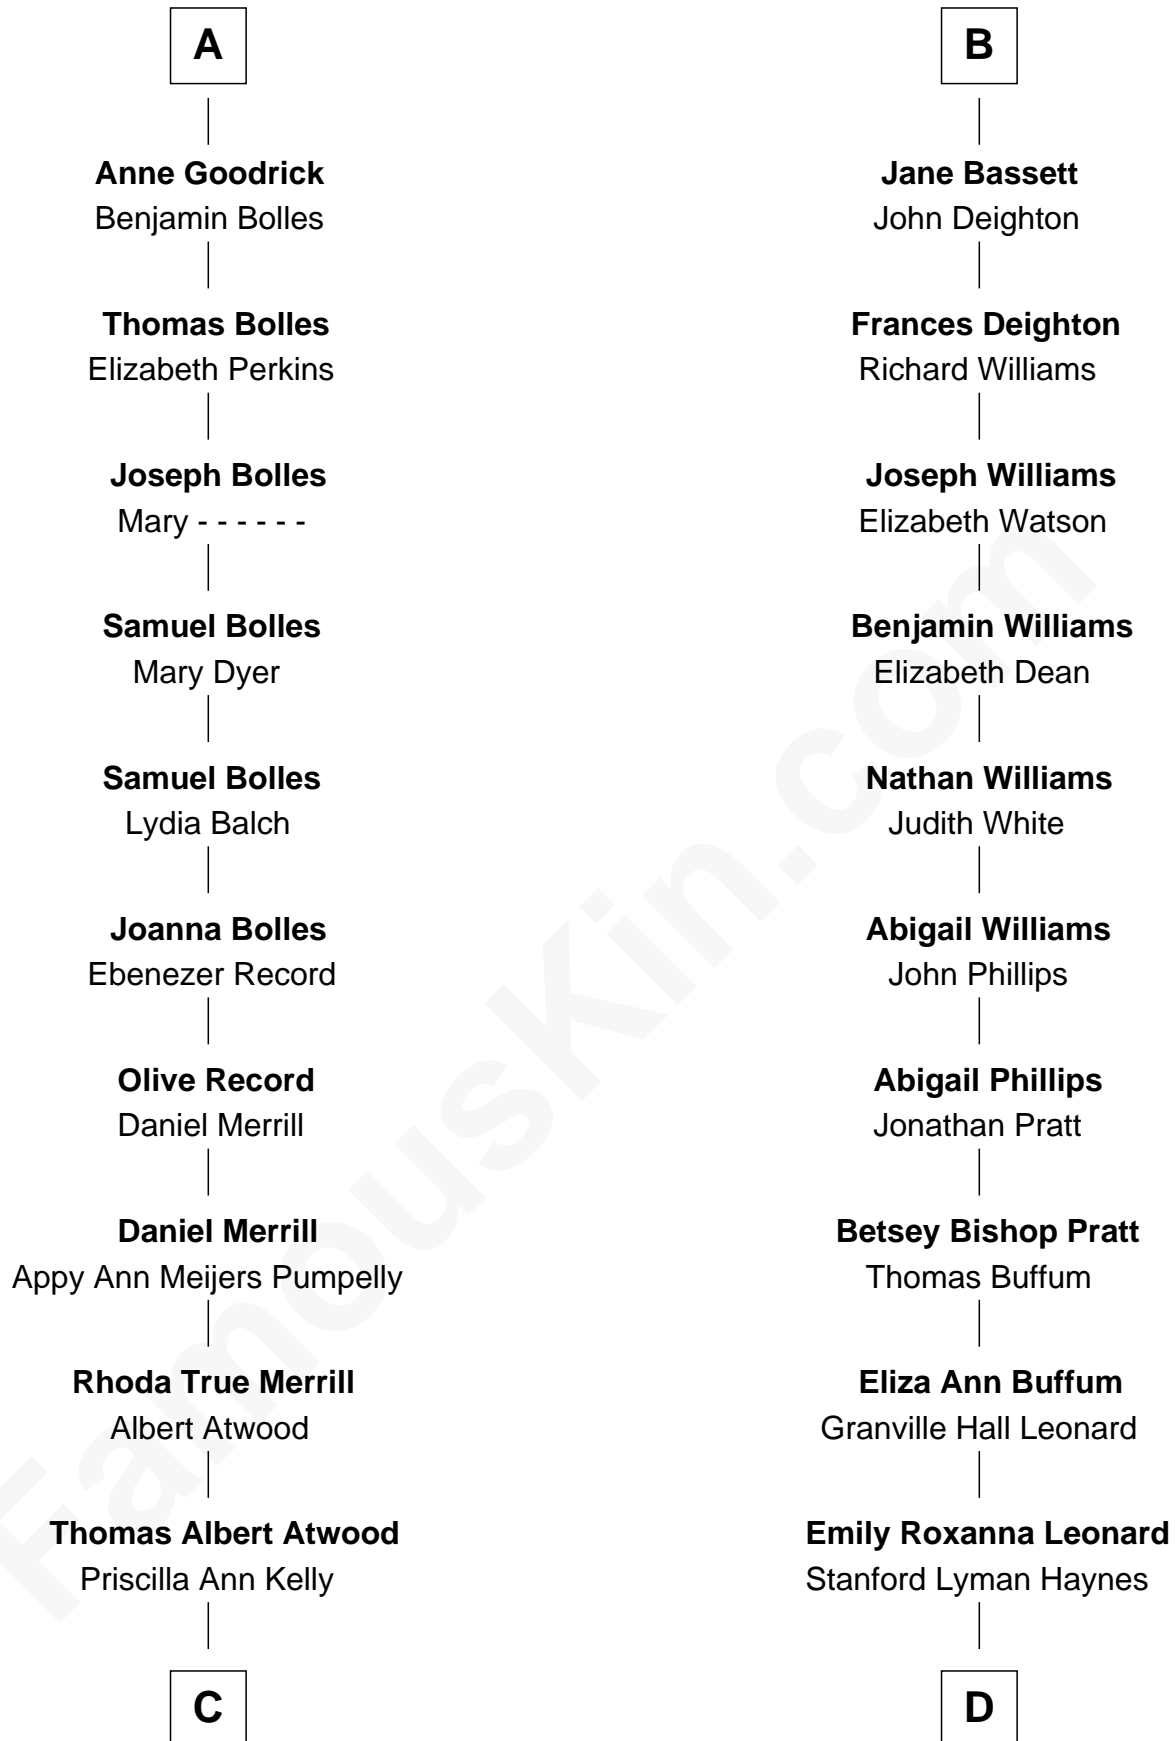 A
Anne Goodrick
Benjamin Bolles
Thomas Bolles
Elizabeth Perkins
Joseph Bolles
Mary - - - - - -
Samuel Bolles
Mary Dyer
Samuel Bolles
Lydia Balch
Joanna Bolles
Ebenezer Record
Olive Record
Daniel Merrill
Daniel Merrill
Appy Ann Meijers Pumpelly
Rhoda True Merrill
Albert Atwood
Thomas Albert Atwood
Priscilla Ann Kelly
C
B
Jane Bassett
John Deighton
Frances Deighton
Richard Williams
Joseph Williams
Elizabeth Watson
Benjamin Williams
Elizabeth Dean
Nathan Williams
Judith White
Abigail Williams
John Phillips
Abigail Phillips
Jonathan Pratt
Betsey Bishop Pratt
Thomas Buffum
Eliza Ann Buffum
Granville Hall Leonard
Emily Roxanna Leonard
Stanford Lyman Haynes
D
FamousKin.com